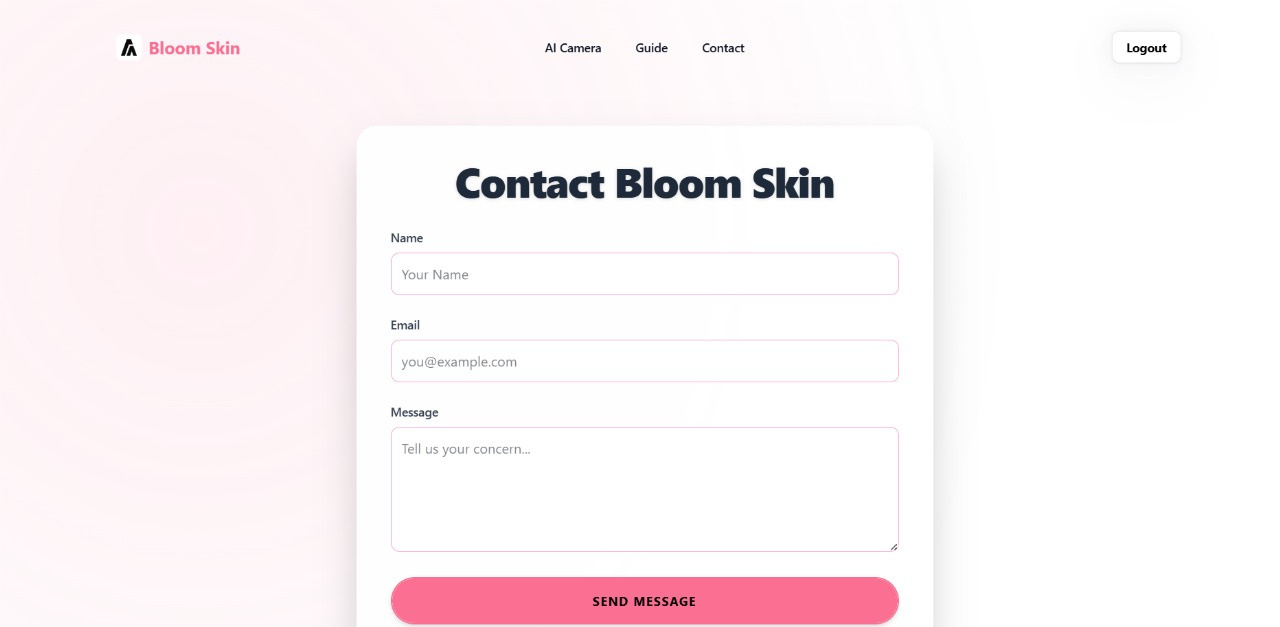 Bloom Skin
AI Camera Guide Contact
Logout
Contact Bloom Skin
Name
Your Name
Email
you@example.com
Message
Tell us your concern...
SEND MESSAGE